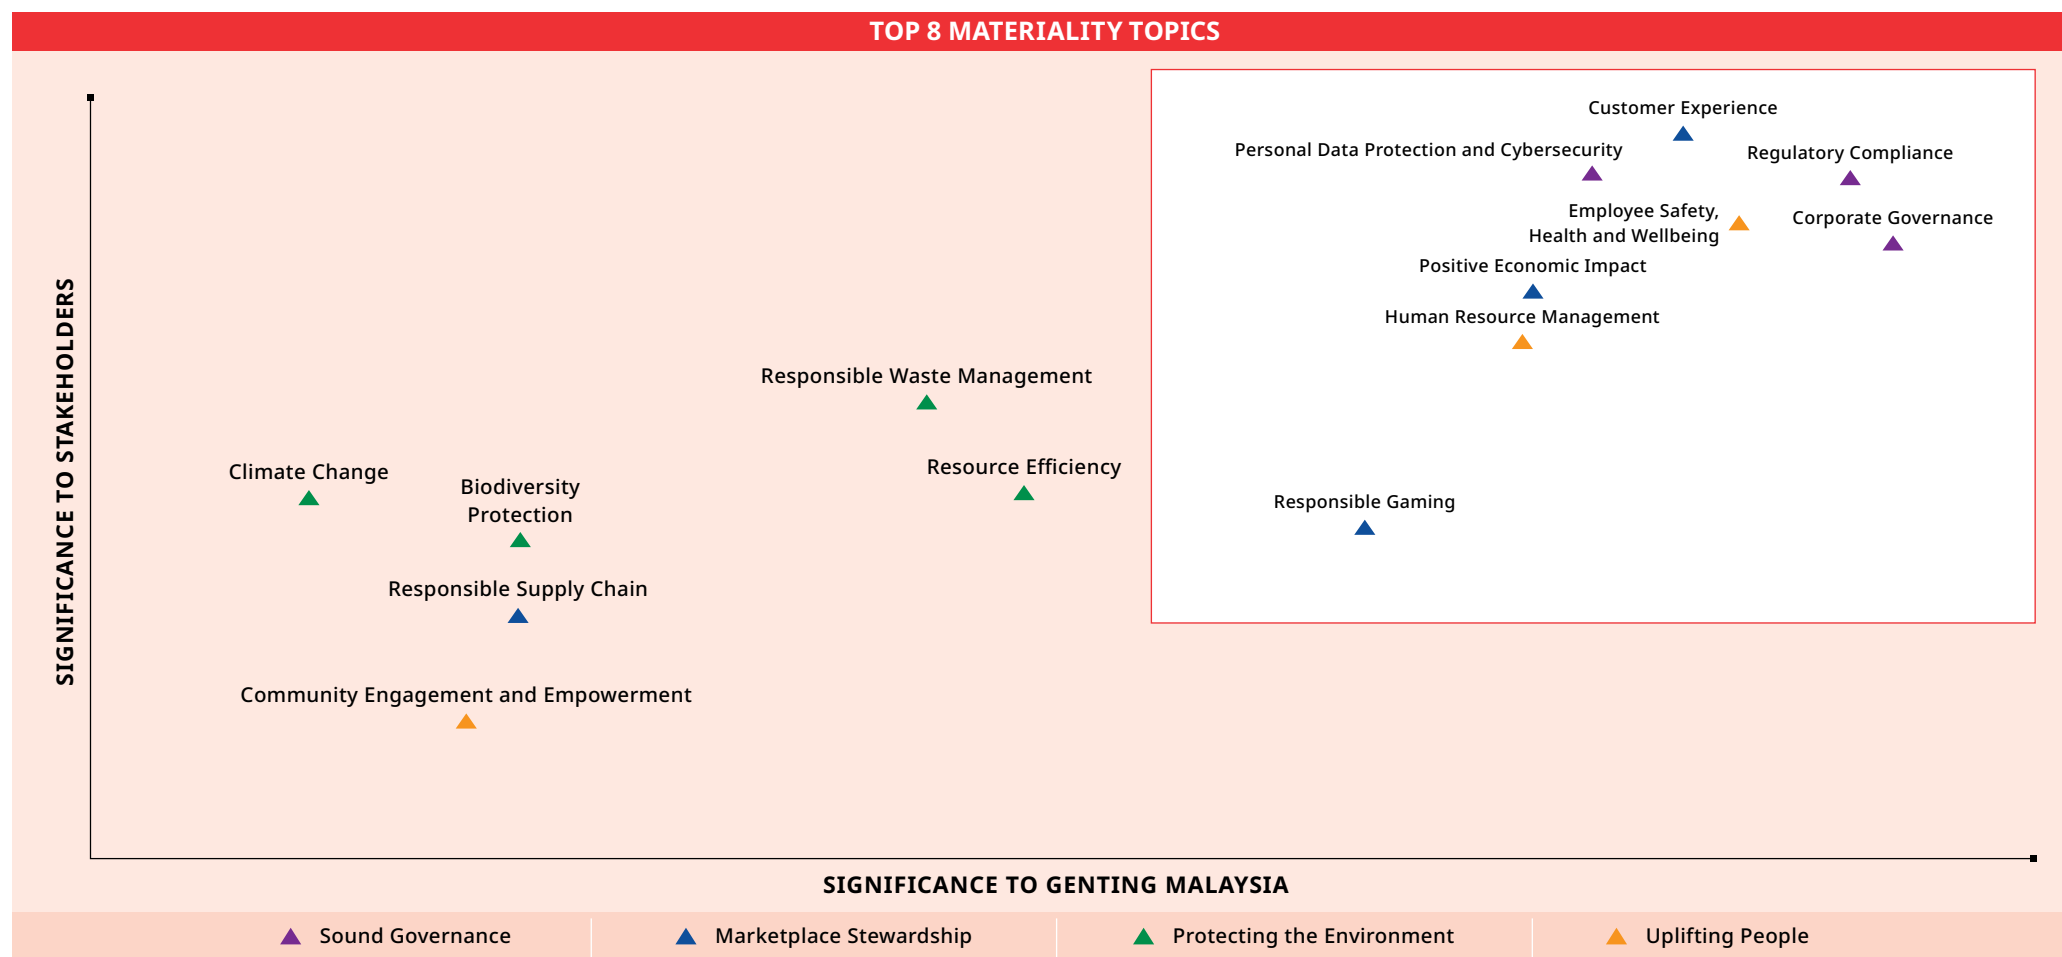 TOP 8 MATERIALITY TOPICS
SIGNIFICANCE TO STAKEHOLDERS
Customer Experience
Personal Data Protection and Cybersecurity
Regulatory Compliance
Employee Safety,
Health and Wellbeing
Corporate Governance
Positive Economic Impact
Human Resource Management
Responsible Waste Management
Climate Change
Biodiversity
Protection
Resource Efficiency
Responsible Gaming
Responsible Supply Chain
Community Engagement and Empowerment
SIGNIFICANCE TO GENTING MALAYSIA
Sound Governance
Marketplace Stewardship
Protecting the Environment
Uplifting People